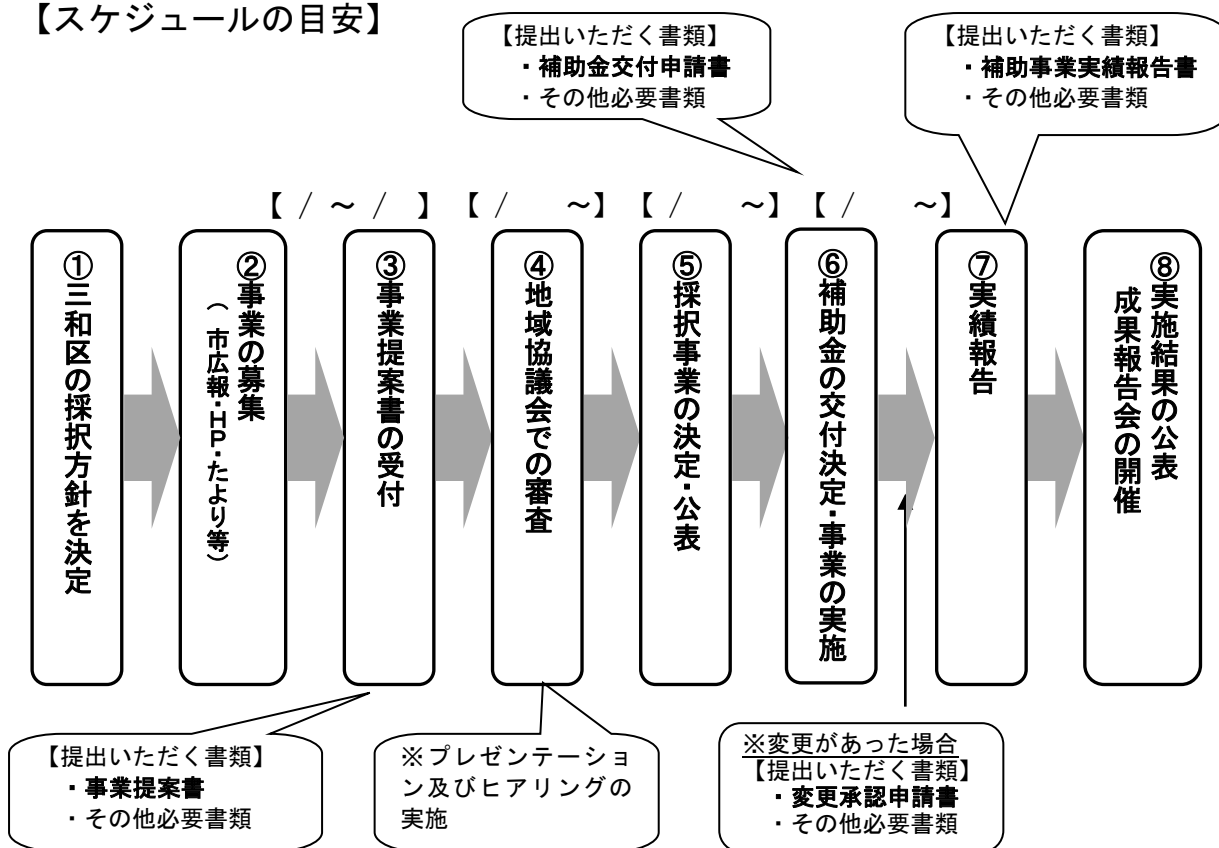 【スケジュールの目安】
【提出いただく書類】
・補助金交付申請書
・その他必要書類
【提出いただく書類】
・補助事業実績報告書
・その他必要書類
【 / ～ / 】 【 / ～】 【 / ～】 【 / ～】
①三和区の採択方針を決定
②事業の募集
（市広報・HP・たより等）
③事業提案書の受付
④地域協議会での審査
⑤採択事業の決定・公表
⑥補助金の交付決定・事業の実施
⑦実績報告
⑧実施結果の公表
成果報告会の開催
【提出いただく書類】
・事業提案書
・その他必要書類
※プレゼンテーショ
ン及びヒアリングの
実施
※変更があった場合
【提出いただく書類】
・変更承認申請書
・その他必要書類